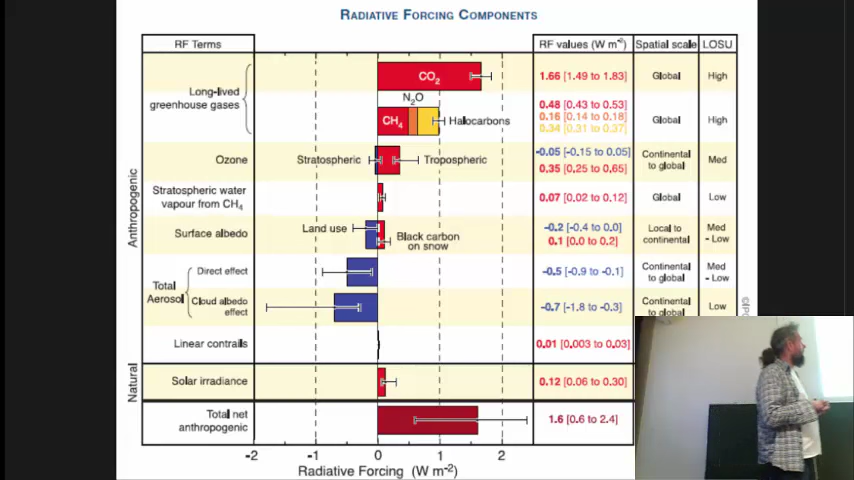 RADIATIVE FORCING COMPONENTS
RF Terms
RF values (W m⁻²)
Spatial scale
LOSU
Anthropogenic
Natural
Long-lived
greenhouse gases
CO₂
1.66 [1.49 to 1.83]
Global
High
N₂O
CH₄
Halocarbons
0.48 [0.43 to 0.53]
0.16 [0.14 to 0.18]
0.34 [0.31 to 0.37]
Global
High
Ozone
Stratospheric
Tropospheric
-0.05 [-0.15 to 0.05]
0.35 [0.25 to 0.65]
Continental
to global
Med
Stratospheric water
vapour from CH₄
0.07 [0.02 to 0.12]
Global
Low
Surface albedo
Land use
Black carbon
on snow
-0.2 [-0.4 to 0.0]
0.1 [0.0 to 0.2]
Local to
continental
Med
- Low
Total
Aerosol
Direct effect
-0.5 [-0.9 to -0.1]
Continental
to global
Med
- Low
Cloud albedo
effect
-0.7 [-1.8 to -0.3]
Continental
to global
Low
Linear contrails
0.01 [0.003 to 0.03]
Solar irradiance
0.12 [0.06 to 0.30]
Total net
anthropogenic
1.6 [0.6 to 2.4]
-2 -1 0 1 2
Radiative Forcing (W m⁻²)